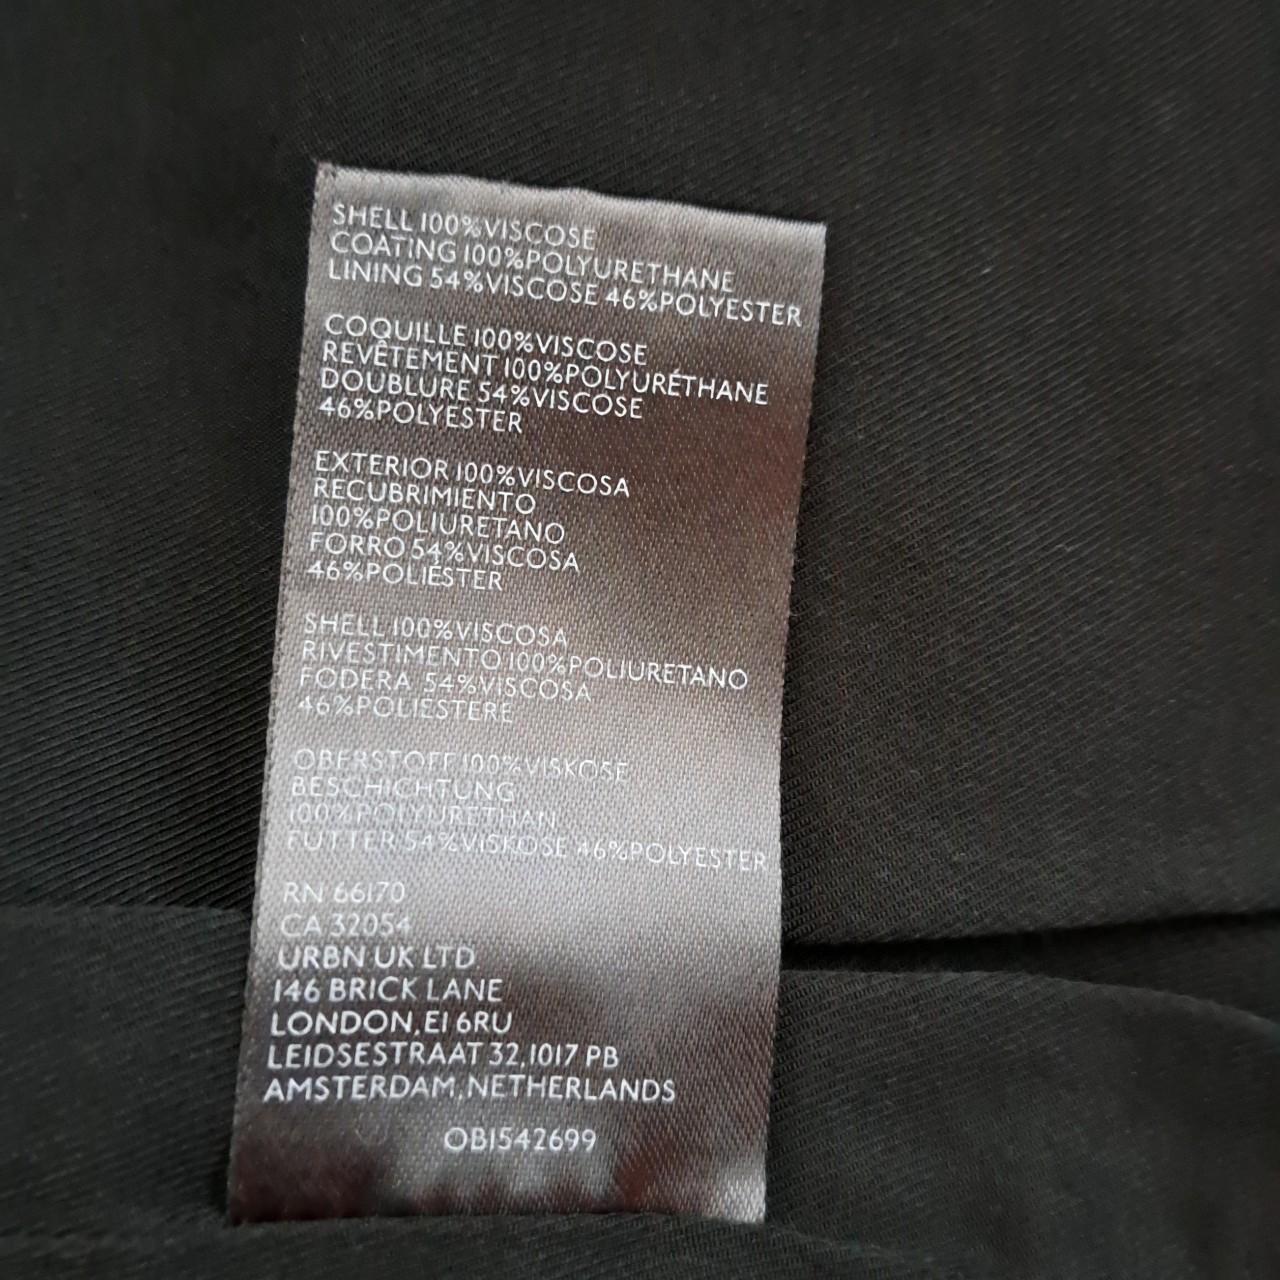 SHELL 100%VISCOSE
COATING 100%POLYURETHANE
LINING 54%VISCOSE 46%POLYESTER
COQUILLE 100%VISCOSE
REVÊTEMENT 100%POLYURÉTHANE
DOUBLURE 54%VISCOSE
46%POLYESTER
EXTERIOR 100%VISCOSA
RECUBRIMIENTO
100%POLIURETANO
FORRO 54%VISCOSA
46%POLIÉSTER
SHELL 100%VISCOSA
RIVESTIMENTO 100%POLIURETANO
FODERA 54%VISCOSA
46%POLIESTERE
OBERSTOFF 100%VISKOSE
BESCHICHTUNG
100%POLYURETHAN
FUTTER 54%VISKOSE 46%POLYESTER
RN 66170
CA 32054
URBN UK LTD
146 BRICK LANE
LONDON, E1 6RU
LEIDSESTRAAT 32, 1017 PB
AMSTERDAM, NETHERLANDS
OB1542699